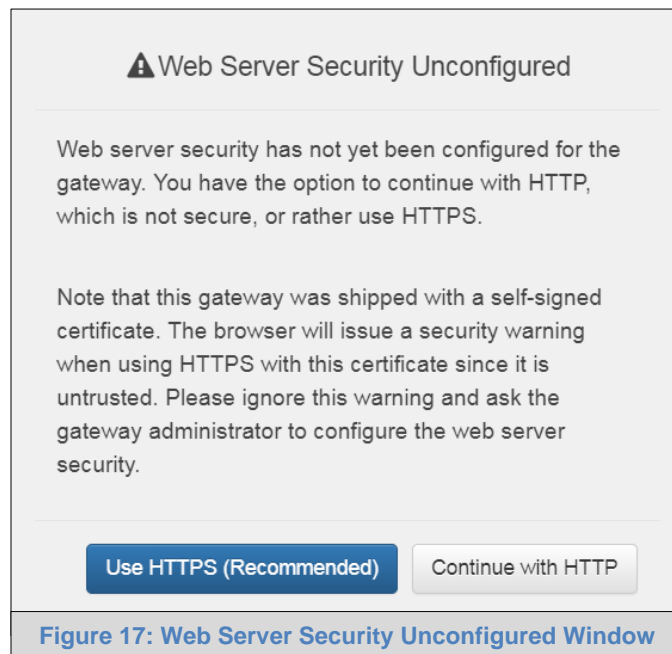 Web Server Security Unconfigured
Web server security has not yet been configured for the
gateway. You have the option to continue with HTTP,
which is not secure, or rather use HTTPS.
Note that this gateway was shipped with a self-signed
certificate. The browser will issue a security warning
when using HTTPS with this certificate since it is
untrusted. Please ignore this warning and ask the
gateway administrator to configure the web server
security.
Use HTTPS (Recommended) Continue with HTTP
Figure 17: Web Server Security Unconfigured Window